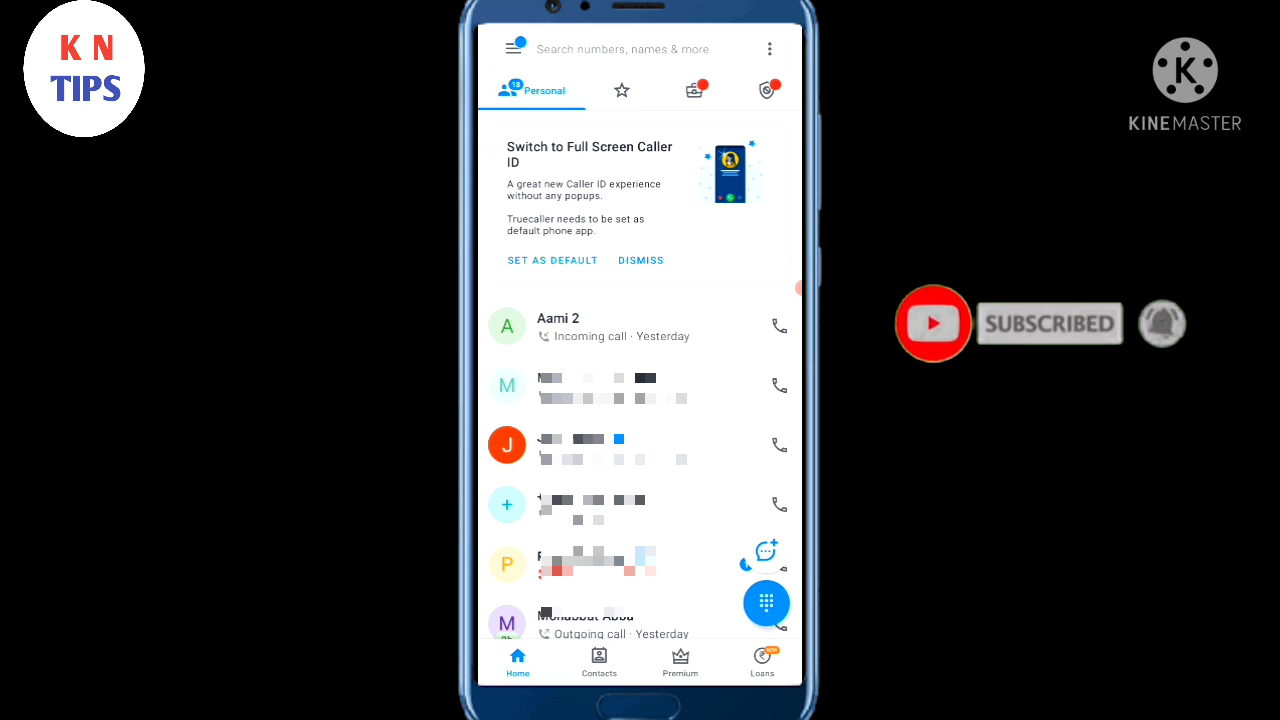 K N
TIPS
KINEMASTER
Search numbers, names & more
18
Personal
Switch to Full Screen Caller
ID
A great new Caller ID experience
without any popups.
Truecaller needs to be set as
default phone app.
SET AS DEFAULT DISMISS
SUBSCRIBED
A
Aami 2
Incoming call · Yesterday
M
J
+
P
M
Outgoing call · Yesterday
Home
Contacts
Premium
NEW
Loans